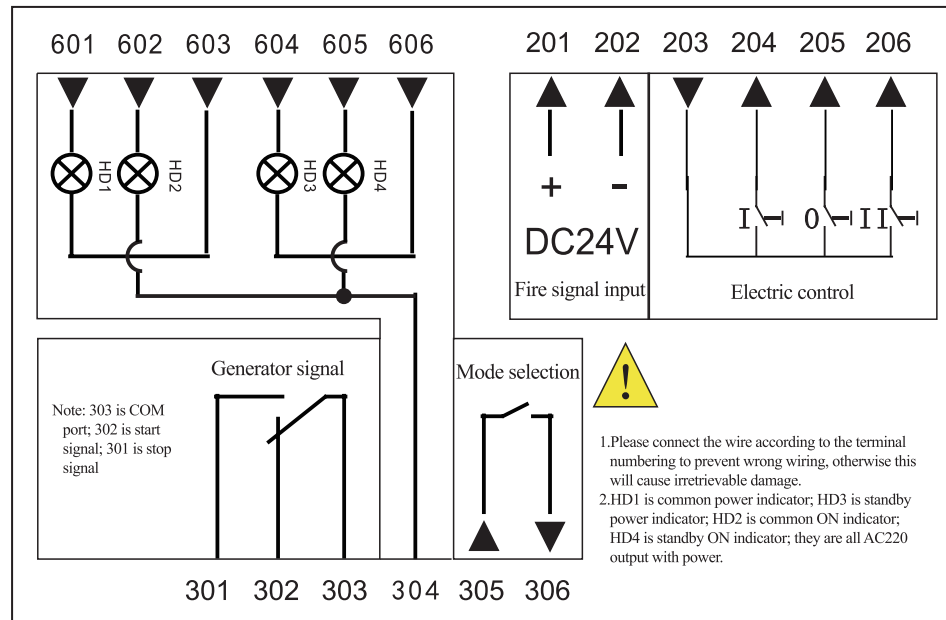 601 602 603 604 605 606 201 202 203 204 205 206
HD1 HD2 HD3 HD4
+ -
DC24V
I O II
Fire signal input
Electric control
Generator signal
Note: 303 is COM
port; 302 is start
signal; 301 is stop
signal
Mode selection
!
1.Please connect the wire according to the terminal
numbering to prevent wrong wiring, otherwise this
will cause irretrievable damage.
2.HD1 is common power indicator; HD3 is standby
power indicator; HD2 is common ON indicator;
HD4 is standby ON indicator; they are all AC220
output with power.
301 302 303 304 305 306